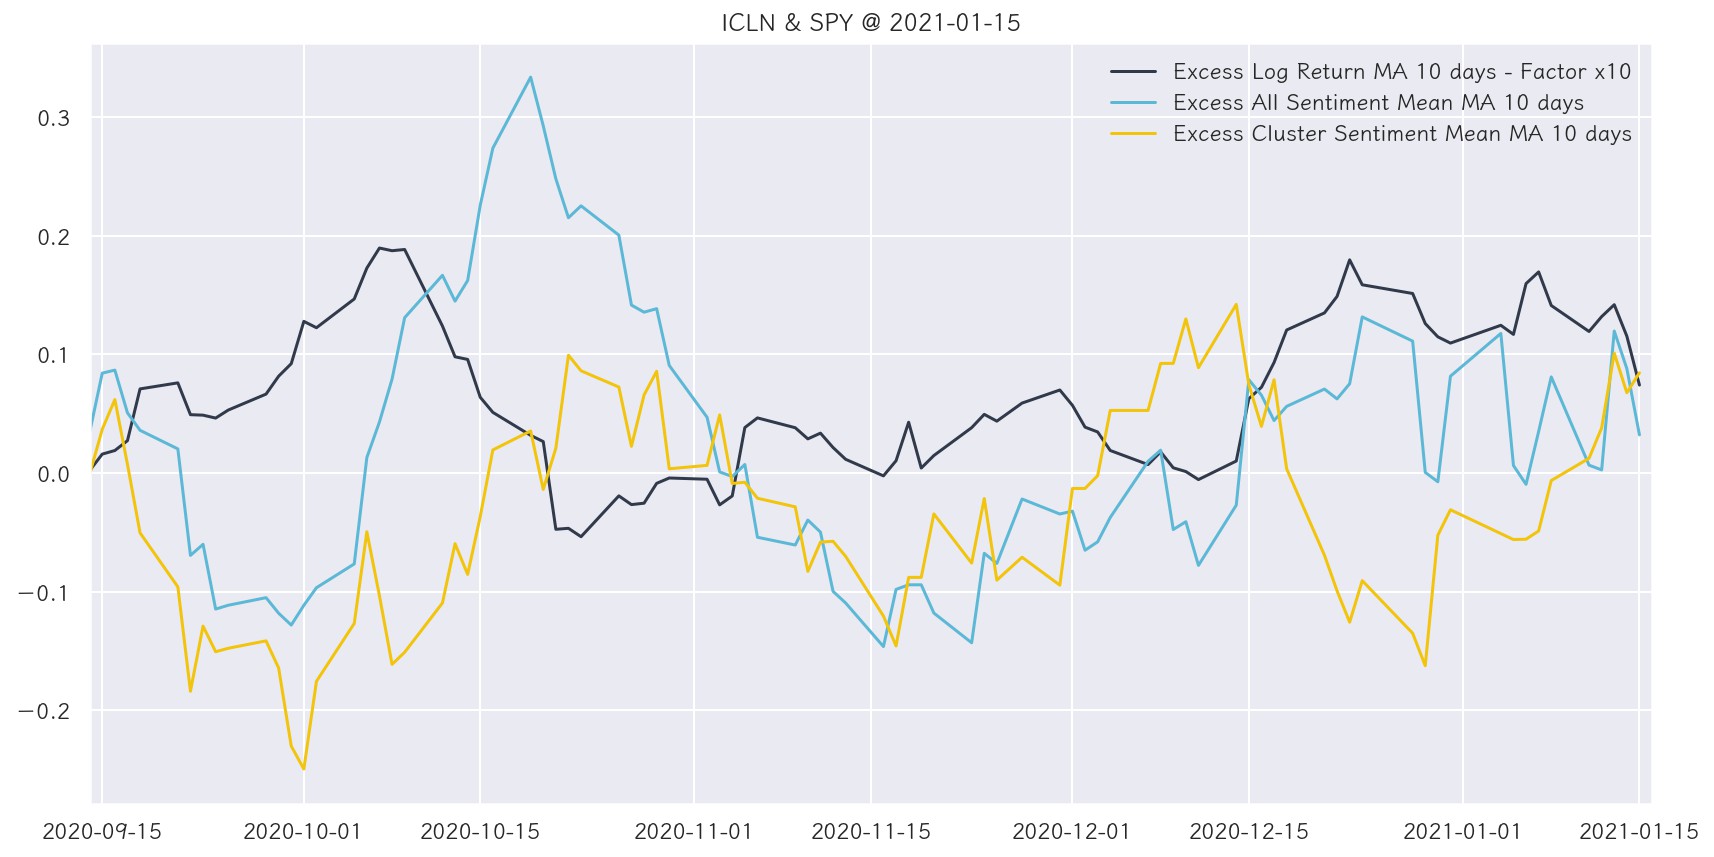 ICLN & SPY @ 2021-01-15
Excess Log Return MA 10 days - Factor x10
Excess All Sentiment Mean MA 10 days
Excess Cluster Sentiment Mean MA 10 days
0.3
0.2
0.1
0.0
−0.1
−0.2
2020-09-15 2020-10-01 2020-10-15 2020-11-01 2020-11-15 2020-12-01 2020-12-15 2021-01-01 2021-01-15